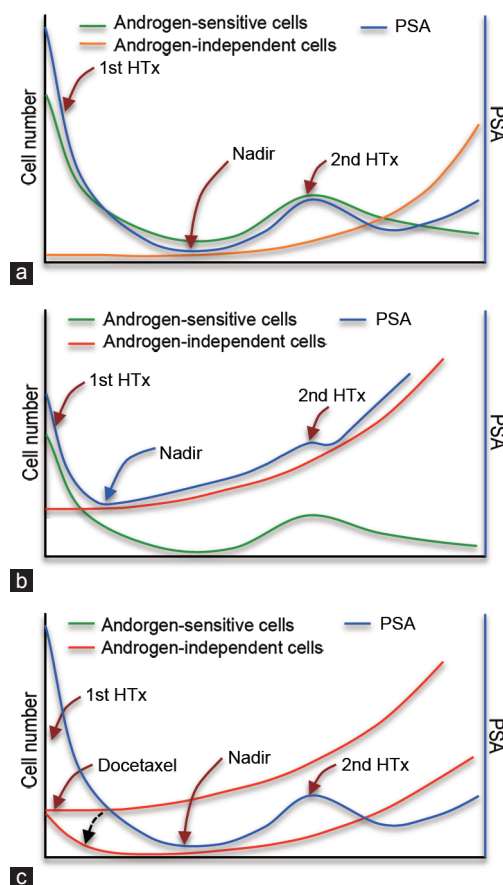 Androgen-sensitive cells
PSA
Androgen-independent cells
1st HTx
Nadir
2nd HTx
Cell number
PSA
a
Androgen-sensitive cells
PSA
Androgen-independent cells
1st HTx
2nd HTx
Nadir
Cell number
PSA
b
Andorgen-sensitive cells
PSA
Androgen-independent cells
1st HTx
Docetaxel
Nadir
2nd HTx
Cell number
PSA
c